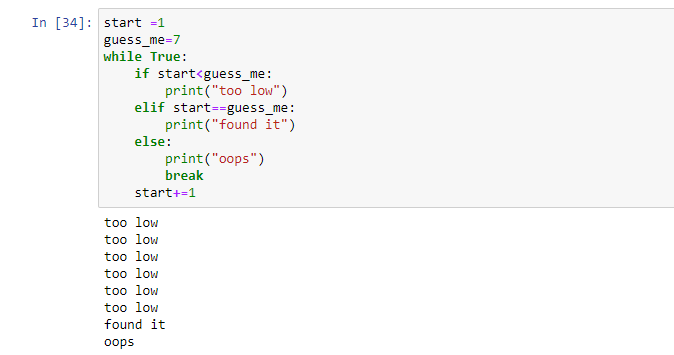 In [34]: start =1
guess_me=7
while True:
    if start<guess_me:
        print("too low")
    elif start==guess_me:
        print("found it")
    else:
        print("oops")
        break
    start+=1
too low
too low
too low
too low
too low
too low
found it
oops